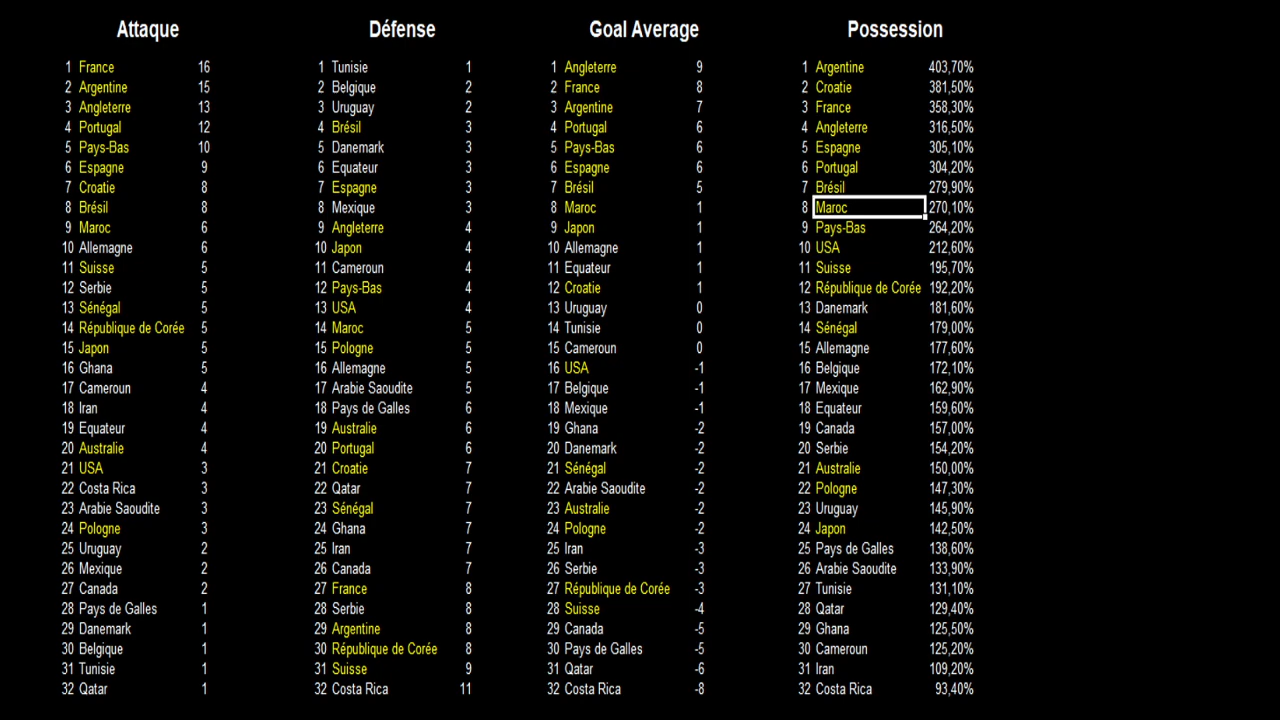 Attaque Défense Goal Average Possession
1 France 16 1 Tunisie 1 1 Angleterre 9 1 Argentine 403,70%
2 Argentine 15 2 Belgique 2 2 France 8 2 Croatie 381,50%
3 Angleterre 13 3 Uruguay 2 3 Argentine 7 3 France 358,30%
4 Portugal 12 4 Brésil 3 4 Portugal 6 4 Angleterre 316,50%
5 Pays-Bas 10 5 Danemark 3 5 Pays-Bas 6 5 Espagne 305,10%
6 Espagne 9 6 Equateur 3 6 Espagne 6 6 Portugal 304,20%
7 Croatie 8 7 Espagne 3 7 Brésil 5 7 Brésil 279,90%
8 Brésil 8 8 Mexique 3 8 Maroc 1 8 Maroc 270,10%
9 Maroc 6 9 Angleterre 4 9 Japon 1 9 Pays-Bas 264,20%
10 Allemagne 6 10 Japon 4 10 Allemagne 1 10 USA 212,60%
11 Suisse 5 11 Cameroun 4 11 Equateur 1 11 Suisse 195,70%
12 Serbie 5 12 Pays-Bas 4 12 Croatie 1 12 République de Corée 192,20%
13 Sénégal 5 13 USA 4 13 Uruguay 0 13 Danemark 181,60%
14 République de Corée 5 14 Maroc 5 14 Tunisie 0 14 Sénégal 179,00%
15 Japon 5 15 Pologne 5 15 Cameroun 0 15 Allemagne 177,60%
16 Ghana 5 16 Allemagne 5 16 USA -1 16 Belgique 172,10%
17 Cameroun 4 17 Arabie Saoudite 5 17 Belgique -1 17 Mexique 162,90%
18 Iran 4 18 Pays de Galles 6 18 Mexique -1 18 Equateur 159,60%
19 Equateur 4 19 Australie 6 19 Ghana -2 19 Canada 157,00%
20 Australie 4 20 Portugal 6 20 Danemark -2 20 Serbie 154,20%
21 USA 3 21 Croatie 7 21 Sénégal -2 21 Australie 150,00%
22 Costa Rica 3 22 Qatar 7 22 Arabie Saoudite -2 22 Pologne 147,30%
23 Arabie Saoudite 3 23 Sénégal 7 23 Australie -2 23 Uruguay 145,90%
24 Pologne 3 24 Ghana 7 24 Pologne -2 24 Japon 142,50%
25 Uruguay 2 25 Iran 7 25 Iran -3 25 Pays de Galles 138,60%
26 Mexique 2 26 Canada 7 26 Serbie -3 26 Arabie Saoudite 133,90%
27 Canada 2 27 France 8 27 République de Corée -3 27 Tunisie 131,10%
28 Pays de Galles 1 28 Serbie 8 28 Suisse -4 28 Qatar 129,40%
29 Danemark 1 29 Argentine 8 29 Canada -5 29 Ghana 125,50%
30 Belgique 1 30 République de Corée 8 30 Pays de Galles -5 30 Cameroun 125,20%
31 Tunisie 1 31 Suisse 9 31 Qatar -6 31 Iran 109,20%
32 Qatar 1 32 Costa Rica 11 32 Costa Rica -8 32 Costa Rica 93,40%